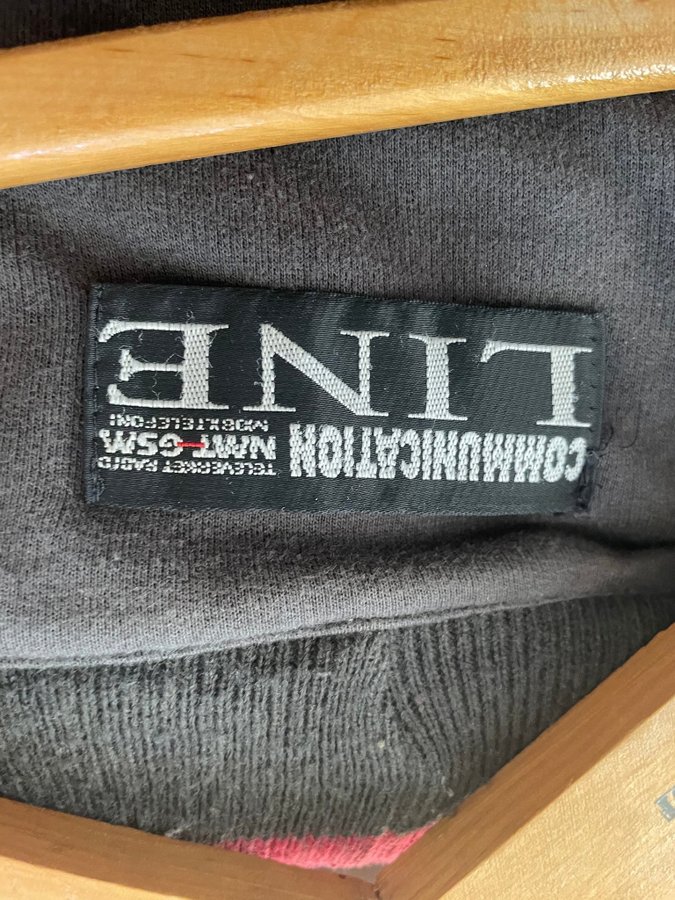 COMMUNICATION
TELEVERKET RADIO
NMT-GSM
MOBILTELEFONI
LINE